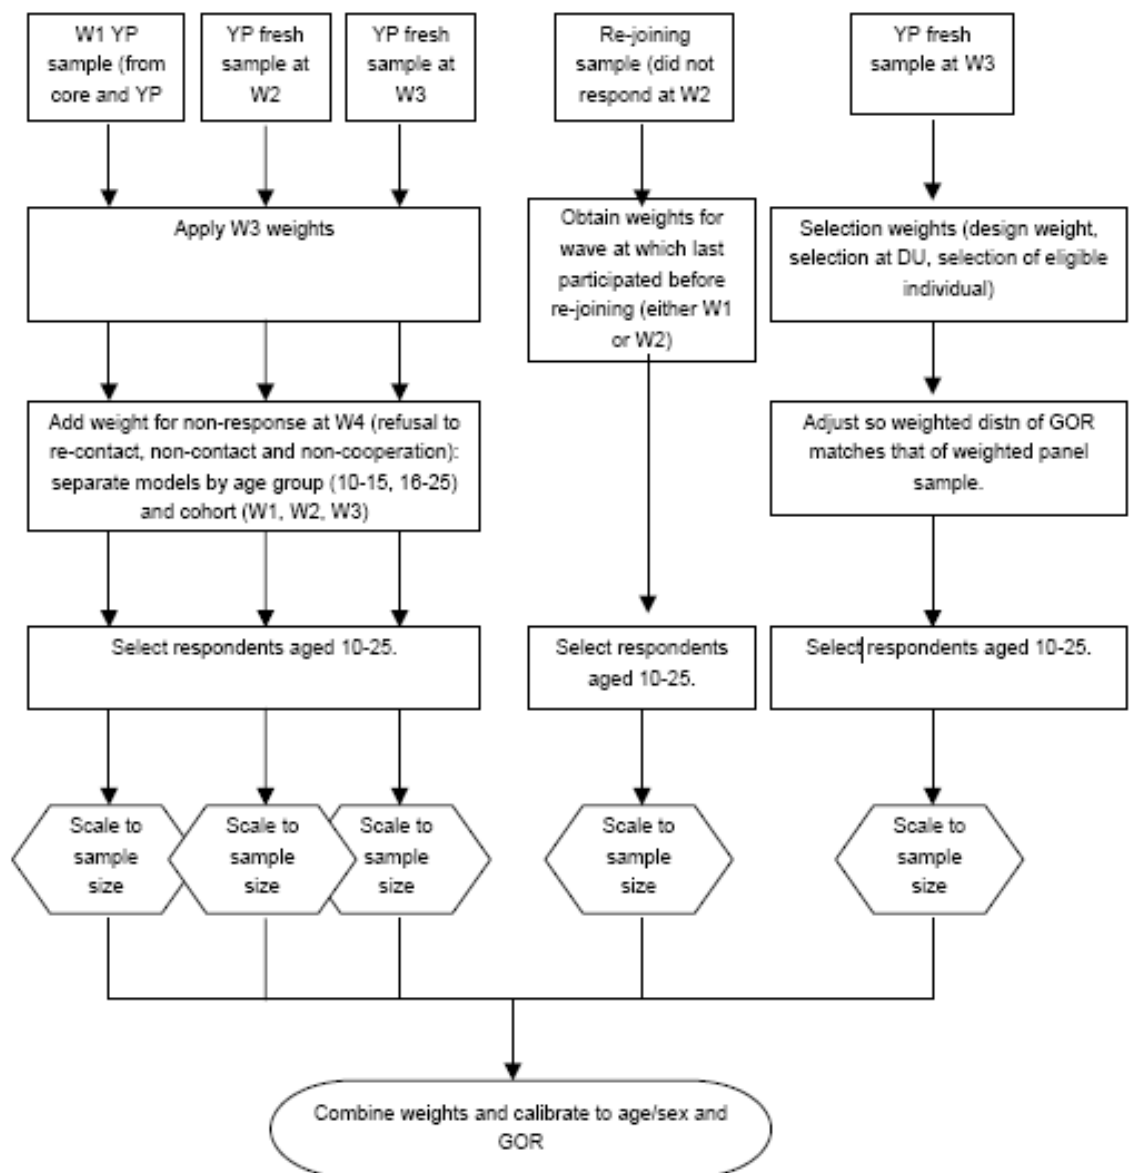 W1 YP
sample (from
core and YP
YP fresh
sample at
W2
YP fresh
sample at
W3
Re-joining
sample (did not
respond at W2
YP fresh
sample at W3
Apply W3 weights
Obtain weights for
wave at which last
participated before
re-joining (either W1
or W2)
Selection weights (design weight,
selection at DU, selection of eligible
individual)
Add weight for non-response at W4 (refusal to
re-contact, non-contact and non-cooperation):
separate models by age group (10-15, 16-25)
and cohort (W1, W2, W3)
Adjust so weighted distn of GOR
matches that of weighted panel
sample.
Select respondents aged 10-25.
Select respondents
aged 10-25.
Select respondents aged 10-25.
Scale to
sample
size
Scale to
sample
size
Scale to
sample
size
Scale to
sample
size
Scale to
sample
size
Combine weights and calibrate to age/sex and
GOR